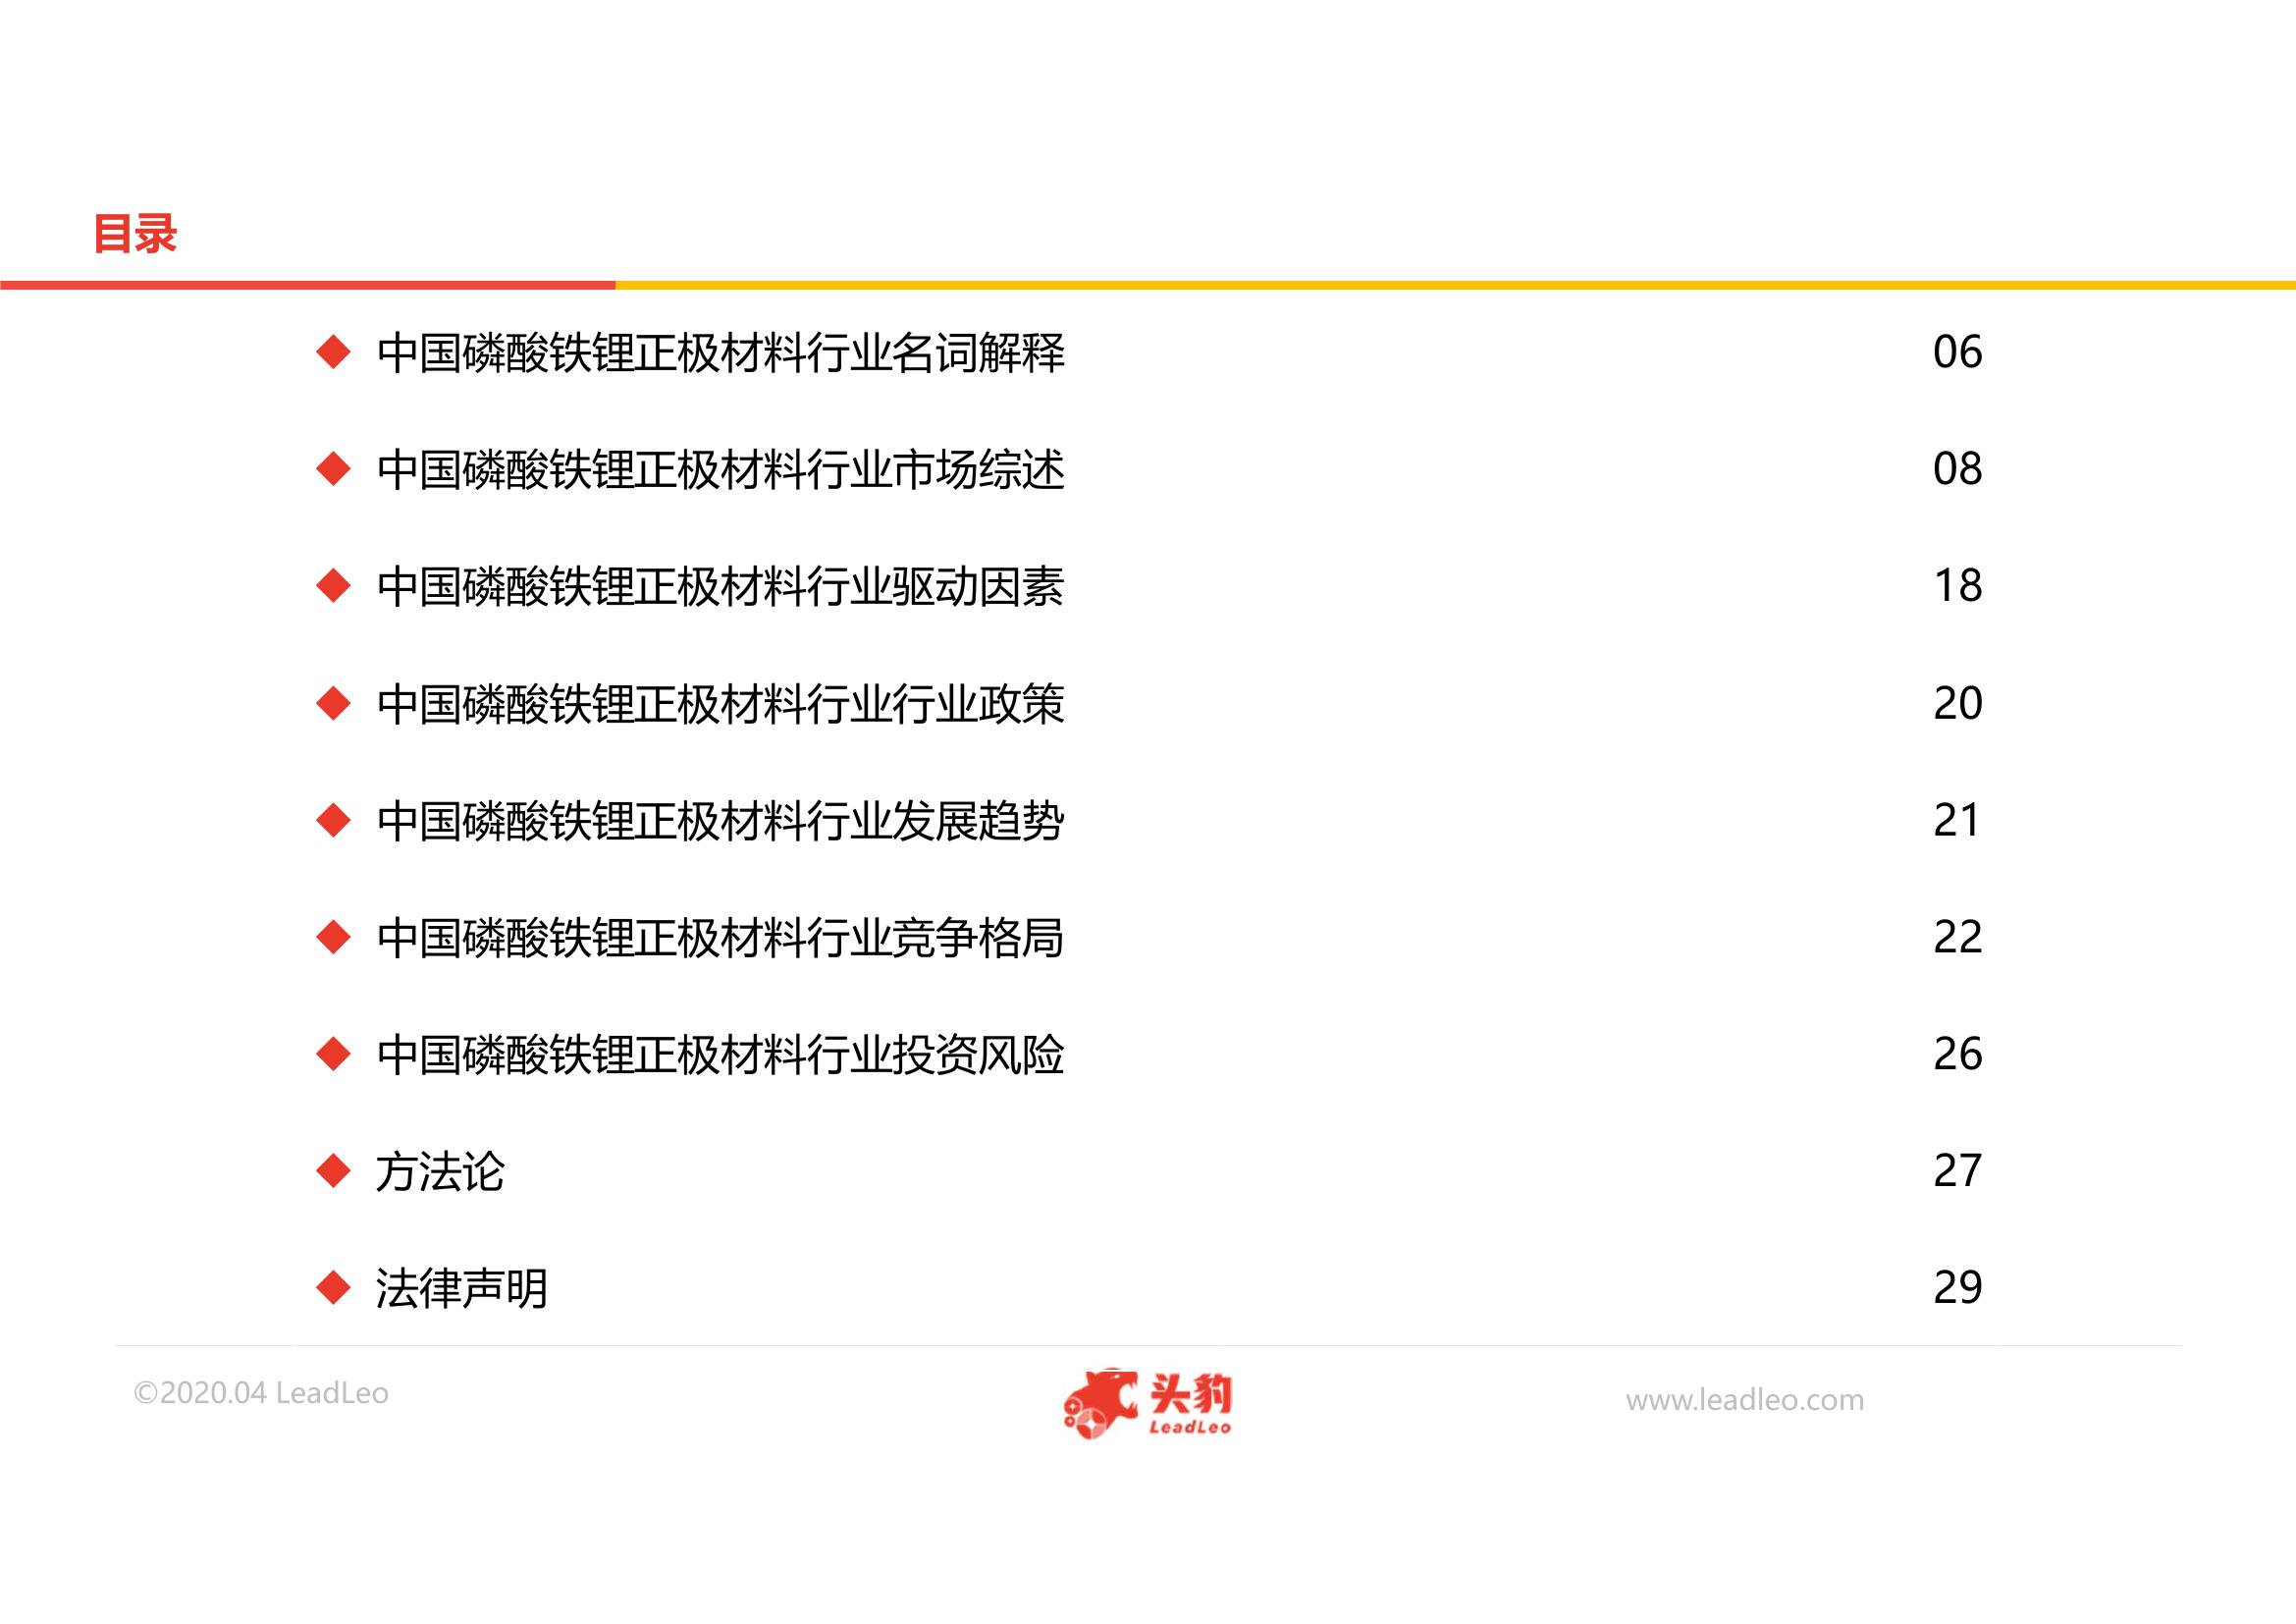 目录
中国磷酸铁锂正极材料行业名词解释 06
中国磷酸铁锂正极材料行业市场综述 08
中国磷酸铁锂正极材料行业驱动因素 18
中国磷酸铁锂正极材料行业行业政策 20
中国磷酸铁锂正极材料行业发展趋势 21
中国磷酸铁锂正极材料行业竞争格局 22
中国磷酸铁锂正极材料行业投资风险 26
方法论 27
法律声明 29
©2020.04 LeadLeo
头豹
LeadLeo
www.leadleo.com